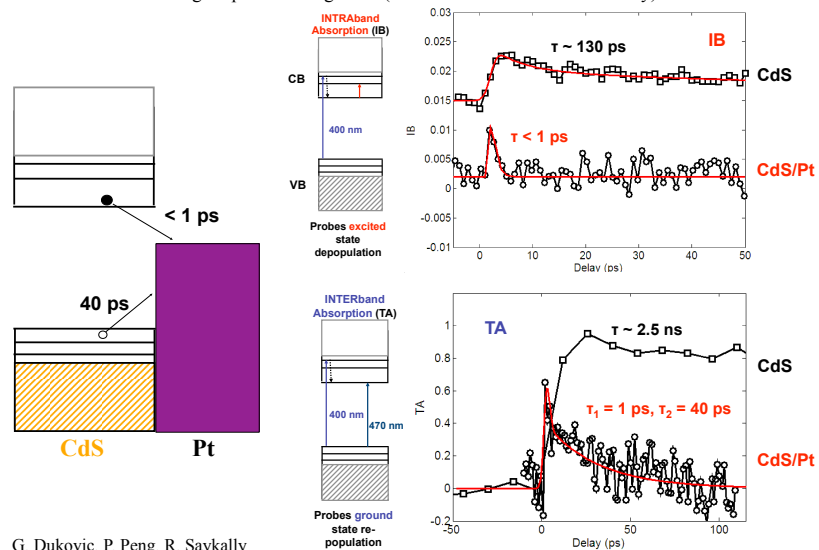 INTRAband
Absorption (IB)
CB
400 nm
VB
Probes excited
state
depopulation
0.03
0.025
0.02
0.015
0.01
0.005
0
-0.005
-0.01
IB
τ ~ 130 ps
IB
CdS
τ < 1 ps
CdS/Pt
0
10
20
30
40
50
Delay (ps)
< 1 ps
40 ps
CdS
Pt
INTERband
Absorption (TA)
400 nm
470 nm
Probes ground
state re-
population
1
0.8
0.6
0.4
0.2
0
-0.2
TA
TA
τ ~ 2.5 ns
CdS
τ1 = 1 ps, τ2 = 40 ps
CdS/Pt
-50
0
50
100
Delay (ps)
G. Dukovic, P. Peng, R. Saykally